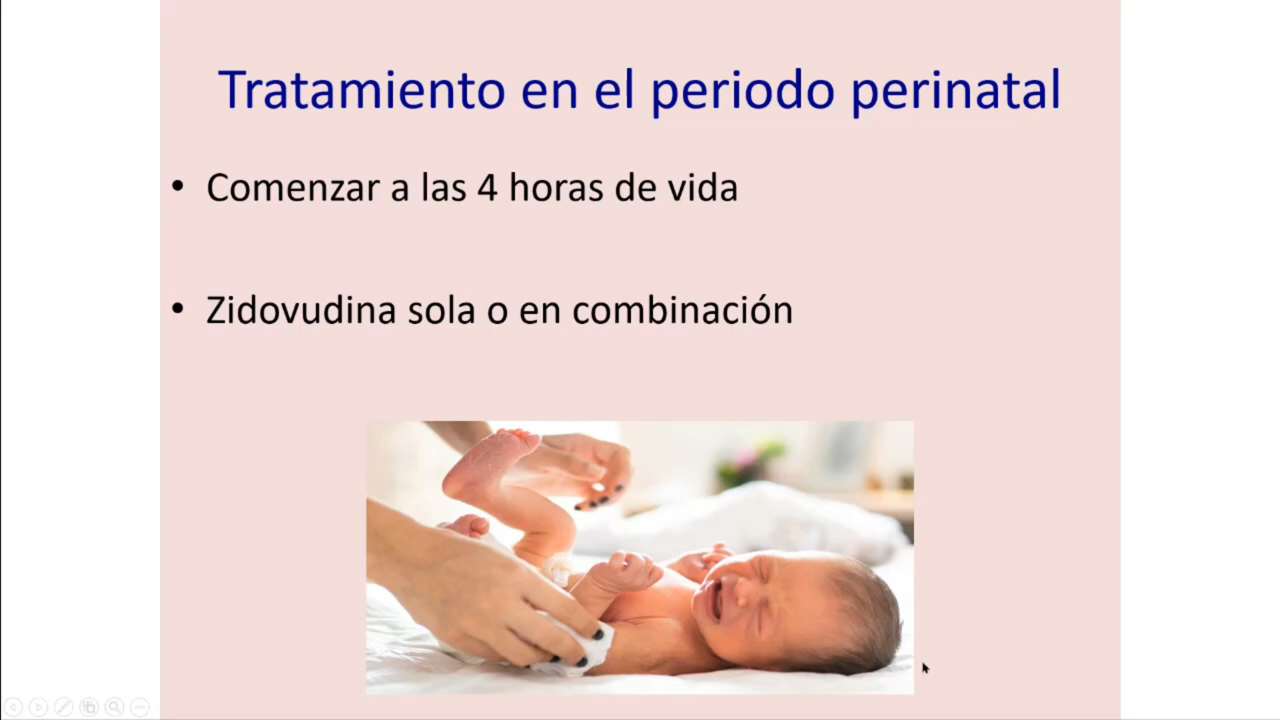 Tratamiento en el periodo perinatal
• Comenzar a las 4 horas de vida
• Zidovudina sola o en combinación